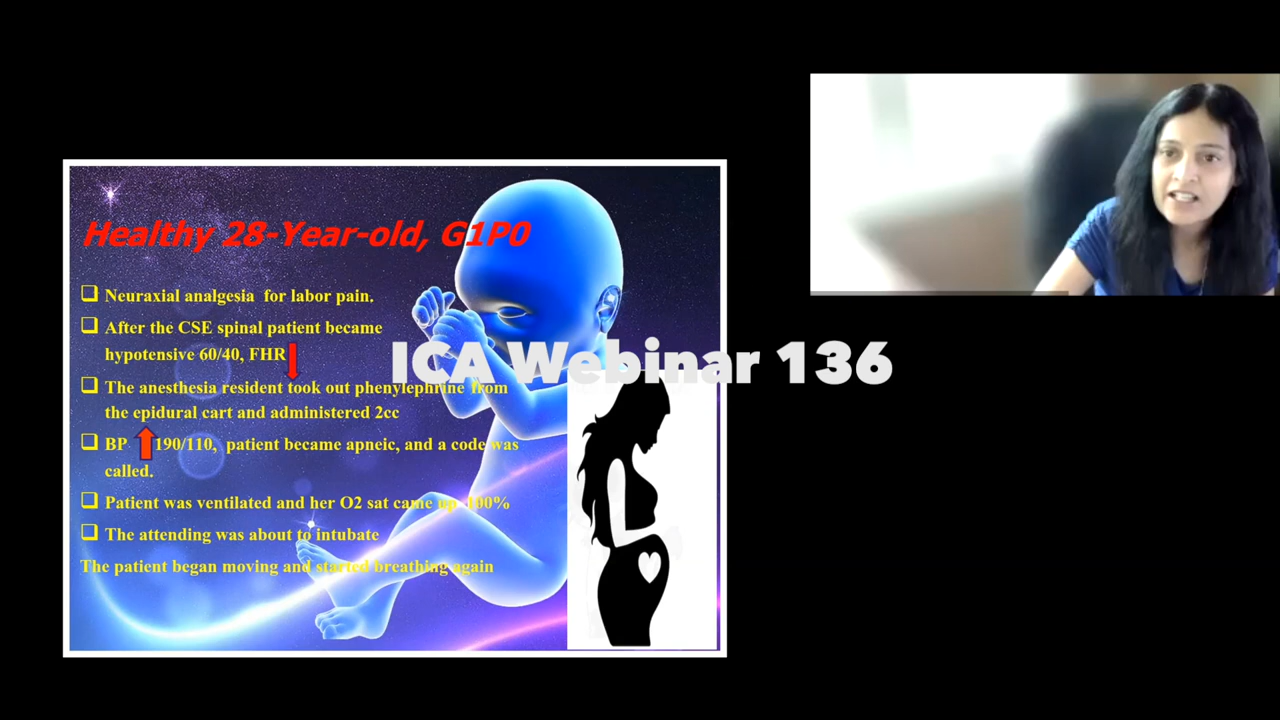 Healthy 28-Year-old, G1P0
Neuraxial analgesia for labor pain.
After the CSE spinal patient became
hypotensive 60/40, FHR
The anesthesia resident took out phenylephrine from
the epidural cart and administered 2cc
BP 190/110, patient became apneic, and a code was
called.
Patient was ventilated and her O2 sat came up 100%
The attending was about to intubate
The patient began moving and started breathing again
ICA Webinar 136